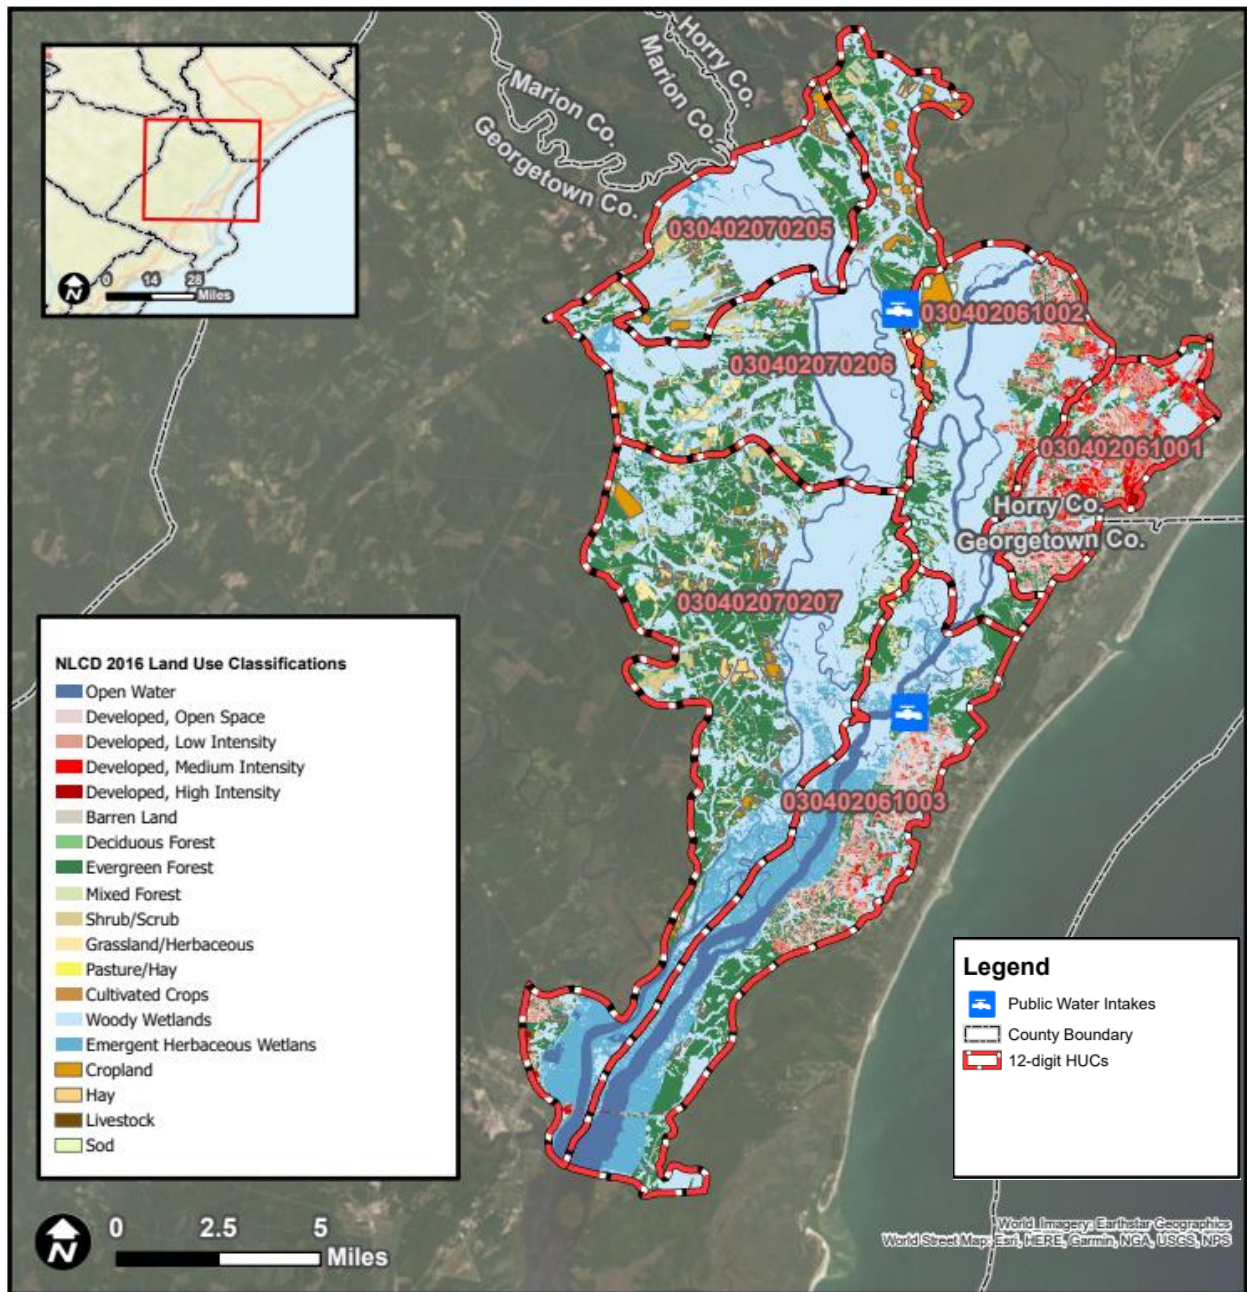 Horry Co.
Marion Co.
Marion Co.
Georgetown Co.
N
0 14 28
Miles
030402070205
030402061002
030402070206
030402061001
Horry Co.
Georgetown Co.
030402070207
030402061003
NLCD 2016 Land Use Classifications
Open Water
Developed, Open Space
Developed, Low Intensity
Developed, Medium Intensity
Developed, High Intensity
Barren Land
Deciduous Forest
Evergreen Forest
Mixed Forest
Shrub/Scrub
Grassland/Herbaceous
Pasture/Hay
Cultivated Crops
Woody Wetlands
Emergent Herbaceous Wetlans
Cropland
Hay
Livestock
Sod
Legend
Public Water Intakes
County Boundary
12-digit HUCs
N
0 2.5 5
Miles
World Imagery: Earthstar Geographics
World Street Map: Esri, HERE, Garmin, NGA, USGS, NPS